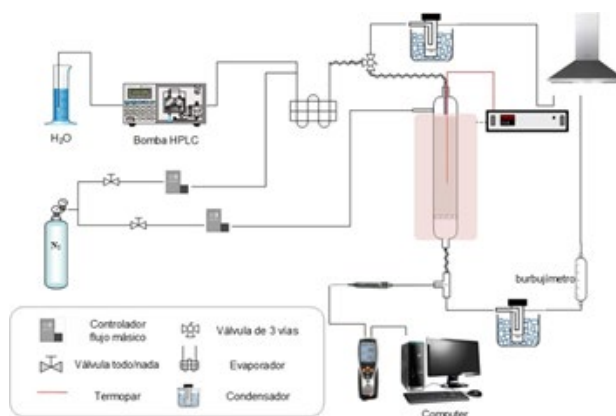 H₂O
Bomba HPLC
N₂
burbujímetro
Controlador
flujo másico
Válvula de 3 vías
Válvula todo/nada
Evaporador
Termopar
Condensador
Computer